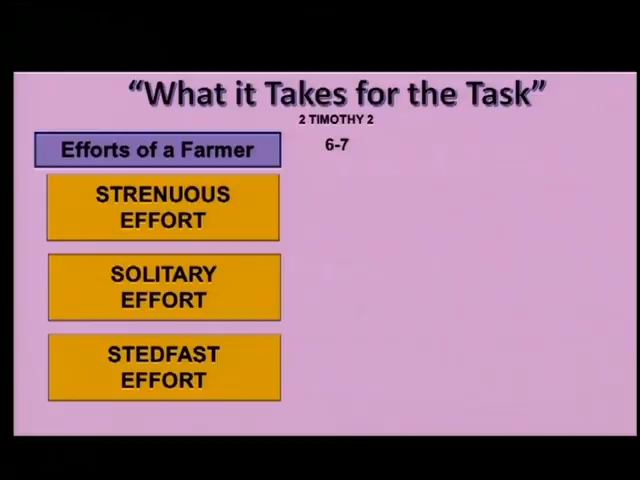 “What it Takes for the Task”
2 TIMOTHY 2
Efforts of a Farmer
6-7
STRENUOUS
EFFORT
SOLITARY
EFFORT
STEDFAST
EFFORT